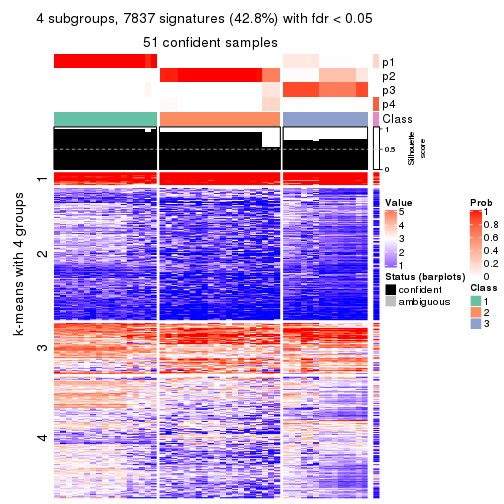 4 subgroups, 7837 signatures (42.8%) with fdr < 0.05
51 confident samples
p1
p2
p3
p4
Class
1
0.5
0
Silhouette
score
k-means with 4 groups
1
2
3
4
Value
5
4
3
2
1
Status (barplots)
confident
ambiguous
Prob
1
0.8
0.6
0.4
0.2
0
Class
1
2
3